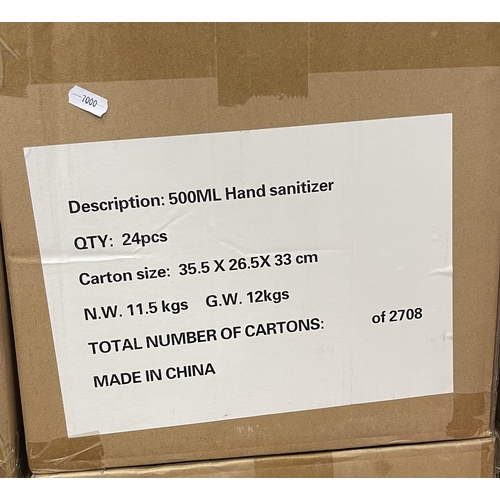 7000
Description: 500ML Hand sanitizer
QTY: 24pcs
Carton size: 35.5 X 26.5X 33 cm
N.W. 11.5 kgs G.W. 12kgs
TOTAL NUMBER OF CARTONS: of 2708
MADE IN CHINA